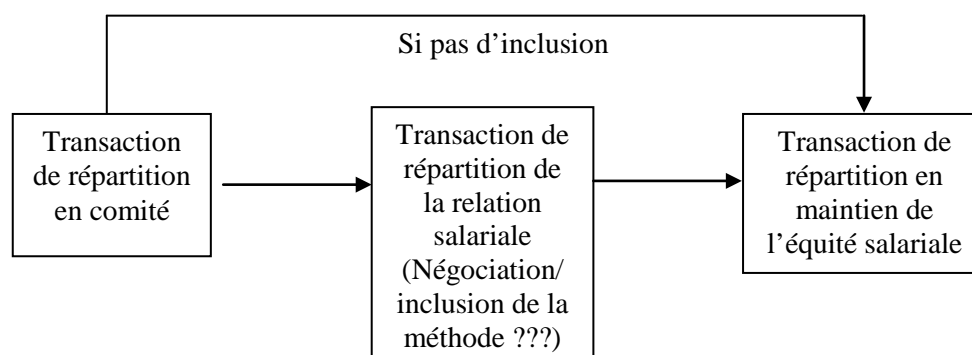 Si pas d’inclusion
Transaction
de répartition
en comité
Transaction de
répartition de
la relation
salariale
(Négociation/
inclusion de la
méthode ???)
Transaction de
répartition en
maintien de
l’équité salariale